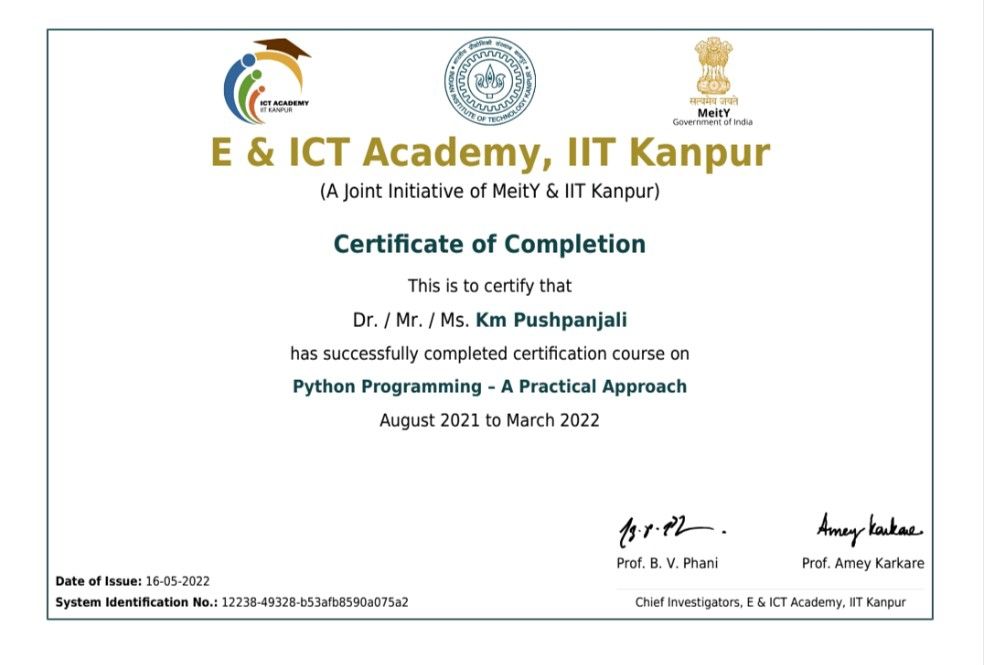 ICT ACADEMY
IIT KANPUR
INDIAN INSTITUTE OF TECHNOLOGY KANPUR
सत्यमेव जयते
MeitY
Government of India
E & ICT Academy, IIT Kanpur
(A Joint Initiative of MeitY & IIT Kanpur)
Certificate of Completion
This is to certify that
Dr. / Mr. / Ms. Km Pushpanjali
has successfully completed certification course on
Python Programming – A Practical Approach
August 2021 to March 2022
Amey Karkare
Prof. B. V. Phani
Prof. Amey Karkare
Date of Issue: 16-05-2022
System Identification No.: 12238-49328-b53afb8590a075a2
Chief Investigators, E & ICT Academy, IIT Kanpur